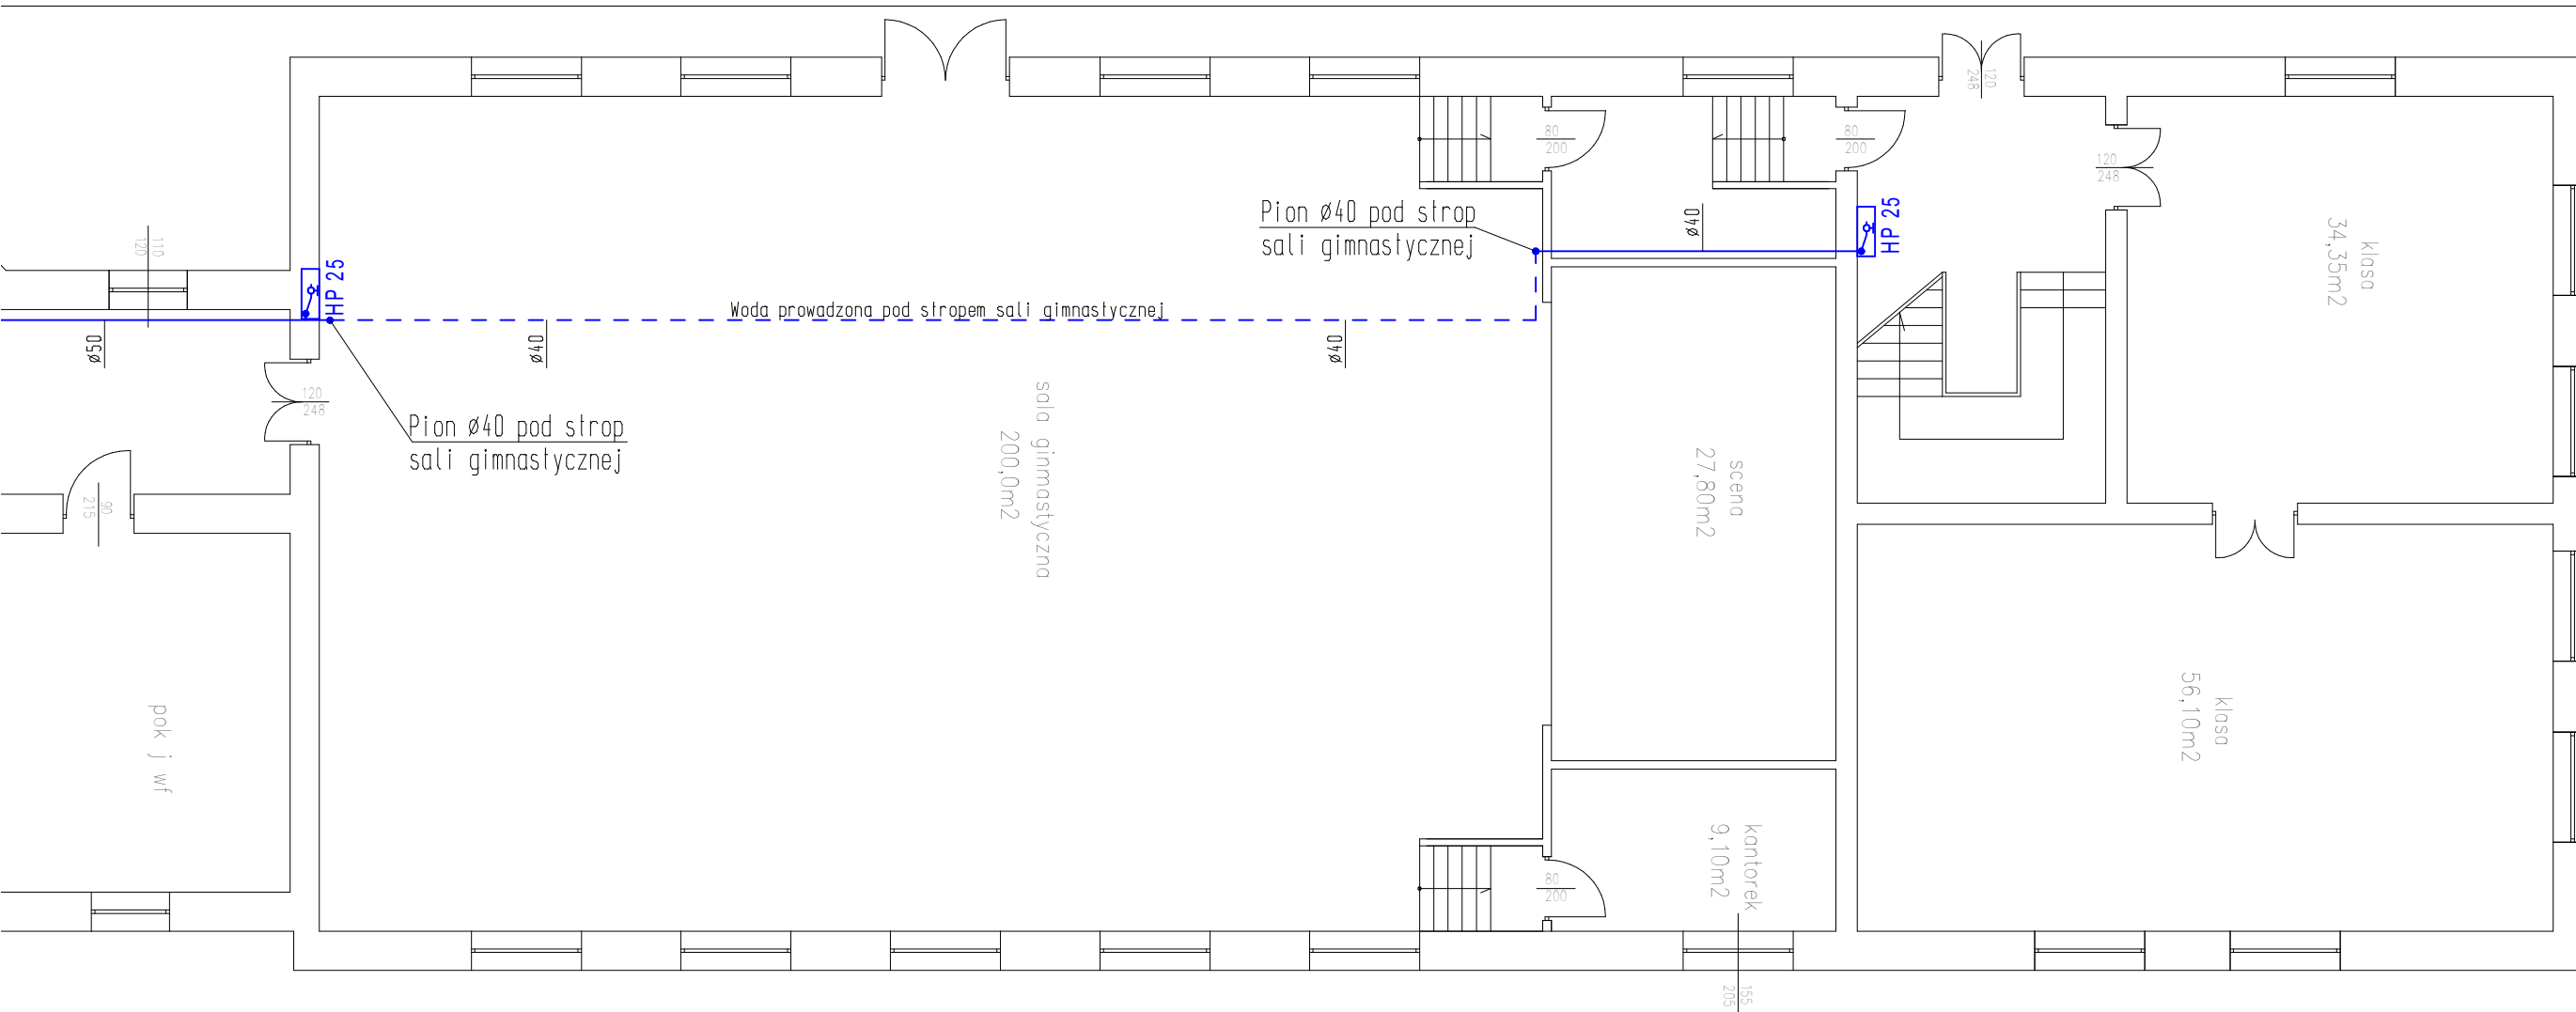 120
248
80
200
80
200
120
248
Pion ø40 pod strop
sali gimnastycznej
ø40
HP 25
klasa
34,35m2
110
120
HP 25
Woda prowadzona pod stropem sali gimnastycznej
ø50
ø40
ø40
120
248
Pion ø40 pod strop
sali gimnastycznej
sala ginmastyczna
200,0m2
scena
27,80m2
90
215
pok j wf
klasa
56,10m2
kantorek
9,10m2
80
200
155
205